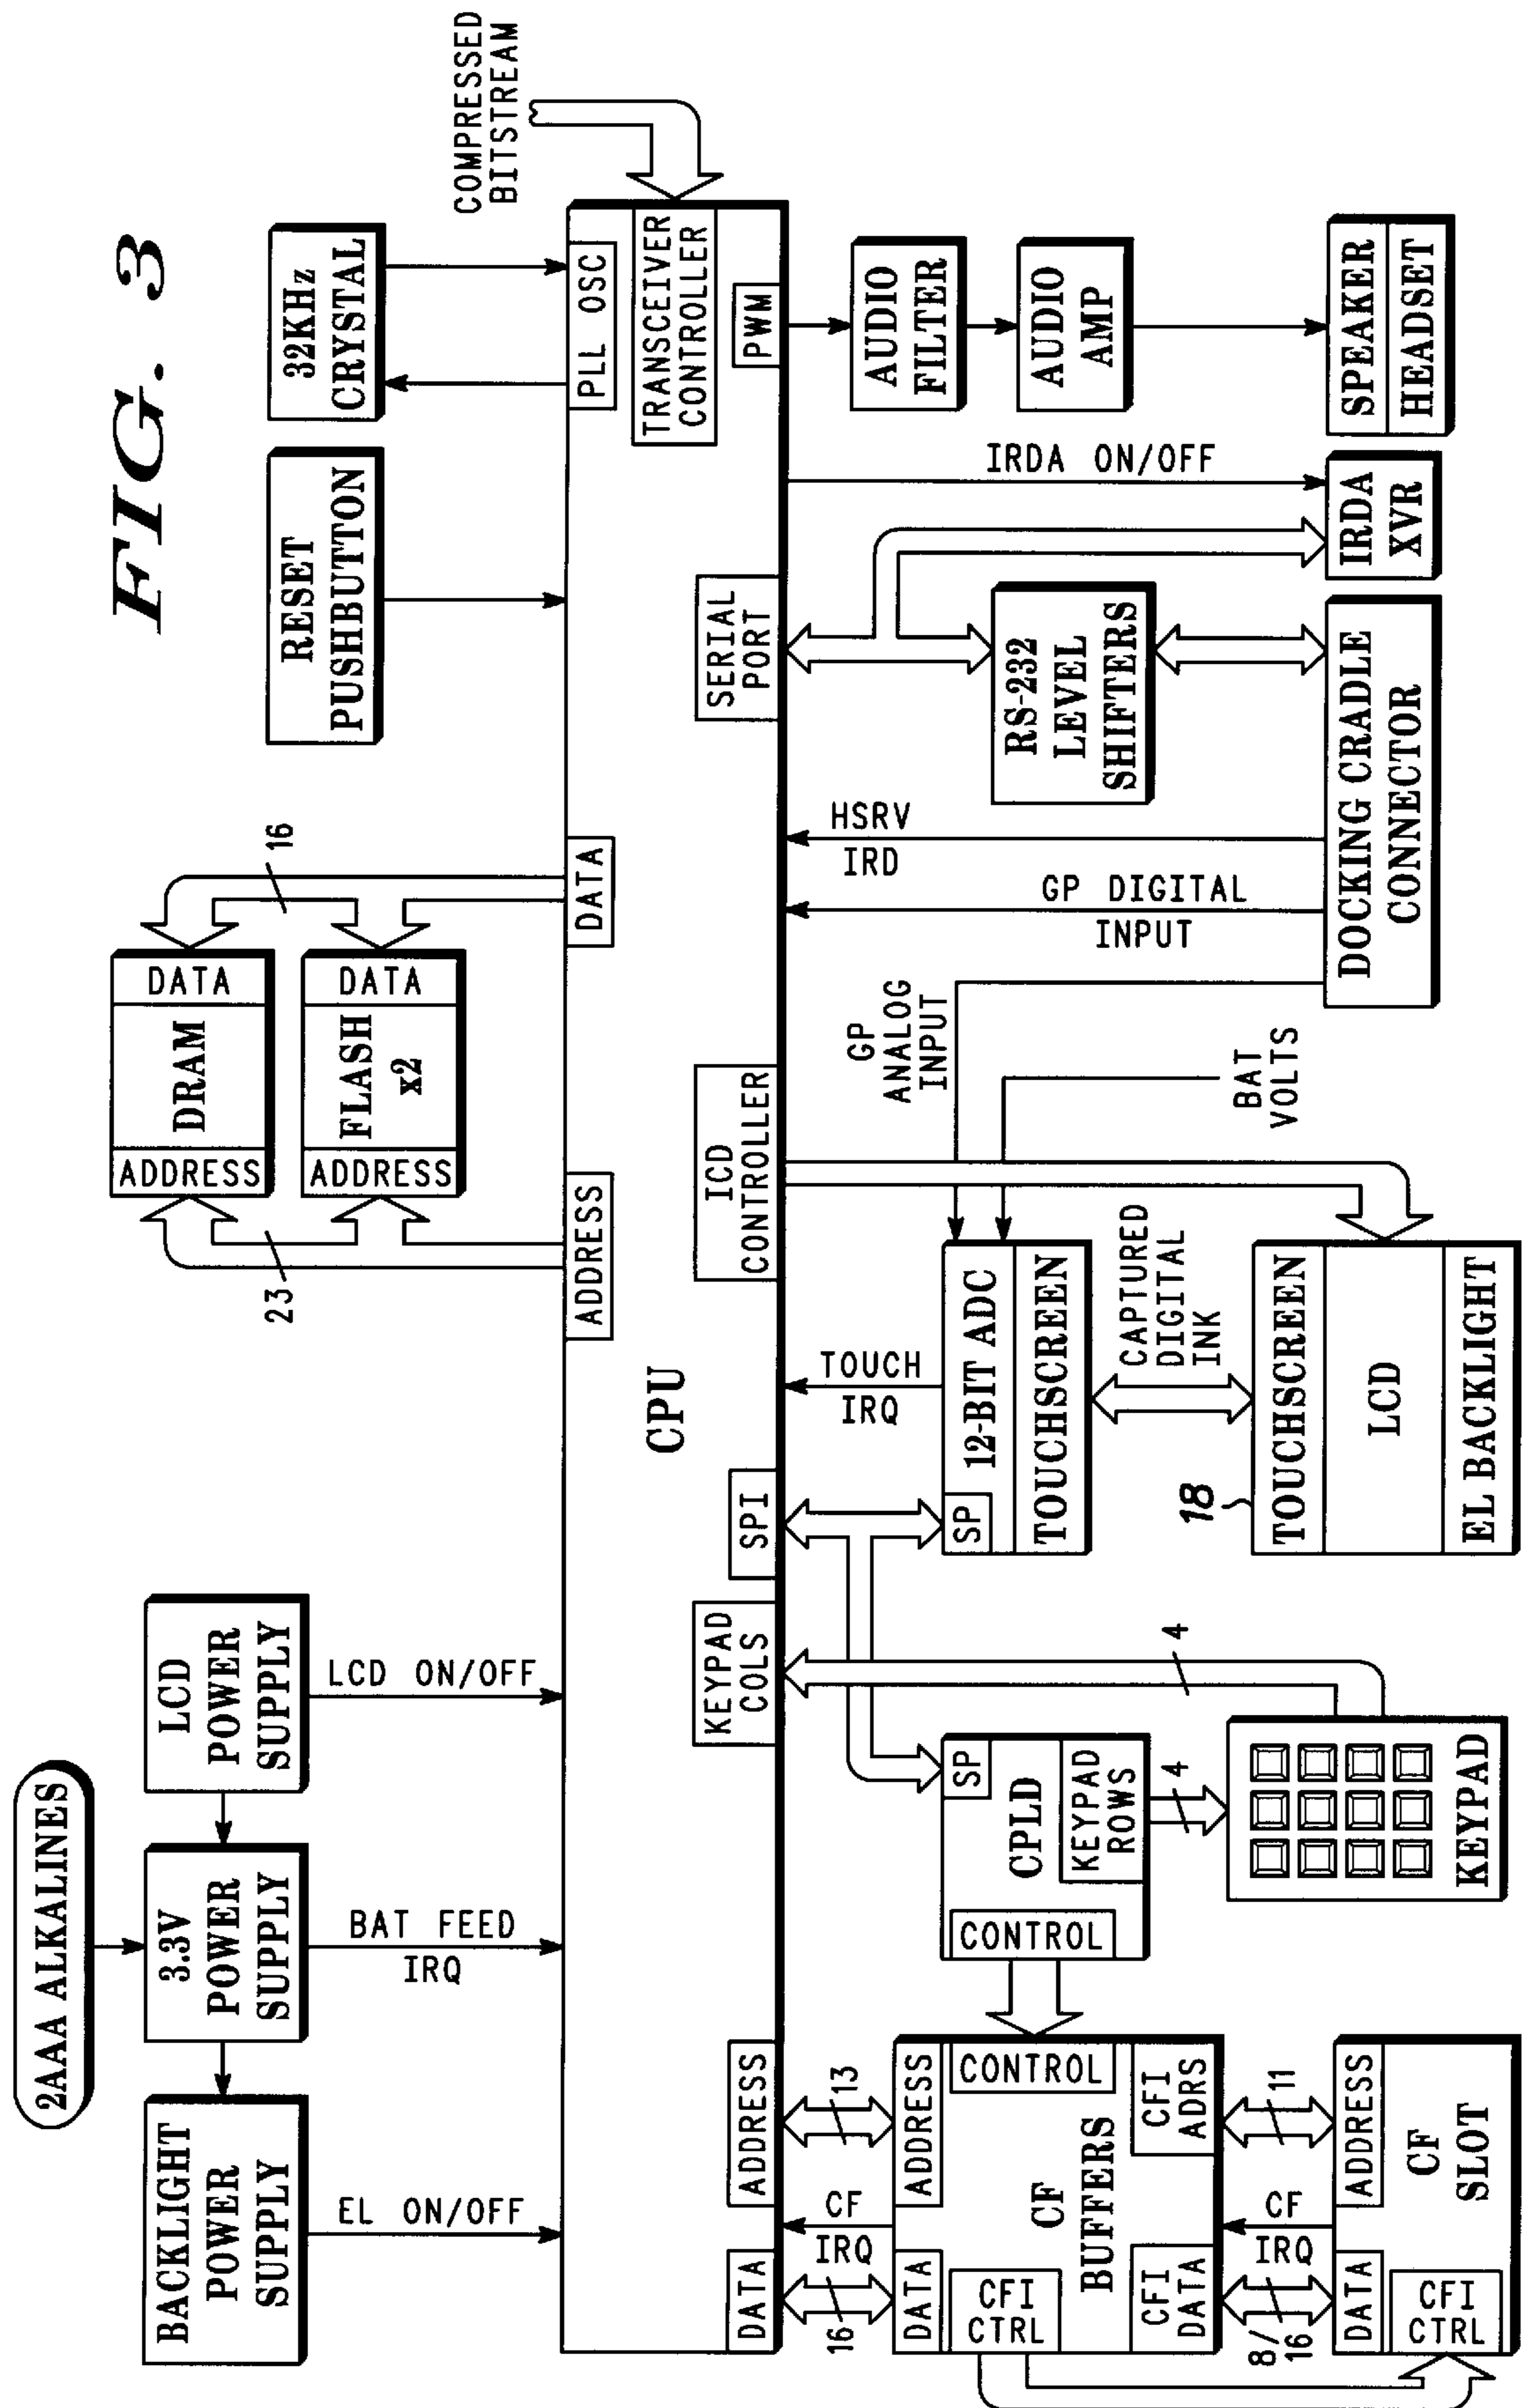 FIG. 3
2AAA ALKALINES
BACKLIGHT
POWER
SUPPLY
3.3V
POWER
SUPPLY
LCD
POWER
SUPPLY
EL ON/OFF
BAT FEED
IRQ
LCD ON/OFF
ADDRESS
DRAM
DATA
ADDRESS
FLASH
x2
DATA
23
16
RESET
PUSHBUTTON
32KHz
CRYSTAL
COMPRESSED
BITSTREAM
ADDRESS
DATA
PLL OSC
TRANSCEIVER
CONTROLLER
CPU
DATA
ADDRESS
KEYPAD
COLS
SPI
ICD
CONTROLLER
SERIAL
PORT
PWM
16
CF
IRQ
13
TOUCH
IRQ
GP
ANALOG
INPUT
GP DIGITAL
INPUT
HSRV
IRD
IRDA ON/OFF
DATA
ADDRESS
CFI
CTRL
CONTROL
CF
BUFFERS
CFI
DATA
CFI
ADRS
CONTROL
CPLD
SP
KEYPAD
ROWS
SP
12-BIT ADC
TOUCHSCREEN
RS-232
LEVEL
SHIFTERS
AUDIO
FILTER
AUDIO
AMP
8/
16
CF
IRQ
11
4
4
CAPTURED
DIGITAL
INK
BAT
VOLTS
18
DATA
ADDRESS
CFI
CTRL
CF
SLOT
KEYPAD
TOUCHSCREEN
LCD
EL BACKLIGHT
DOCKING CRADLE
CONNECTOR
IRDA
XVR
SPEAKER
HEADSET